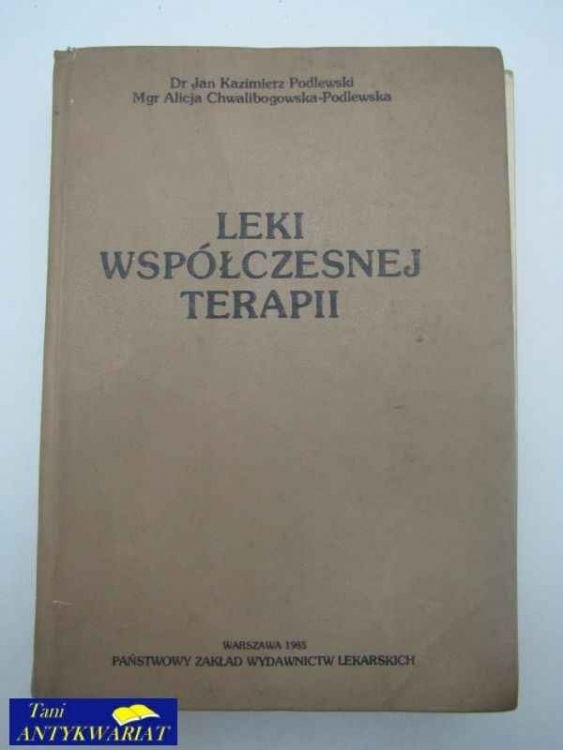 Dr Jan Kazimierz Podlewski
Mgr Alicja Chwalibogowska-Podlewska
LEKI
WSPÓŁCZESNEJ
TERAPII
WARSZAWA 1985
PAŃSTWOWY ZAKŁAD WYDAWNICTW LEKARSKICH
Tani
ANTYKWARIAT